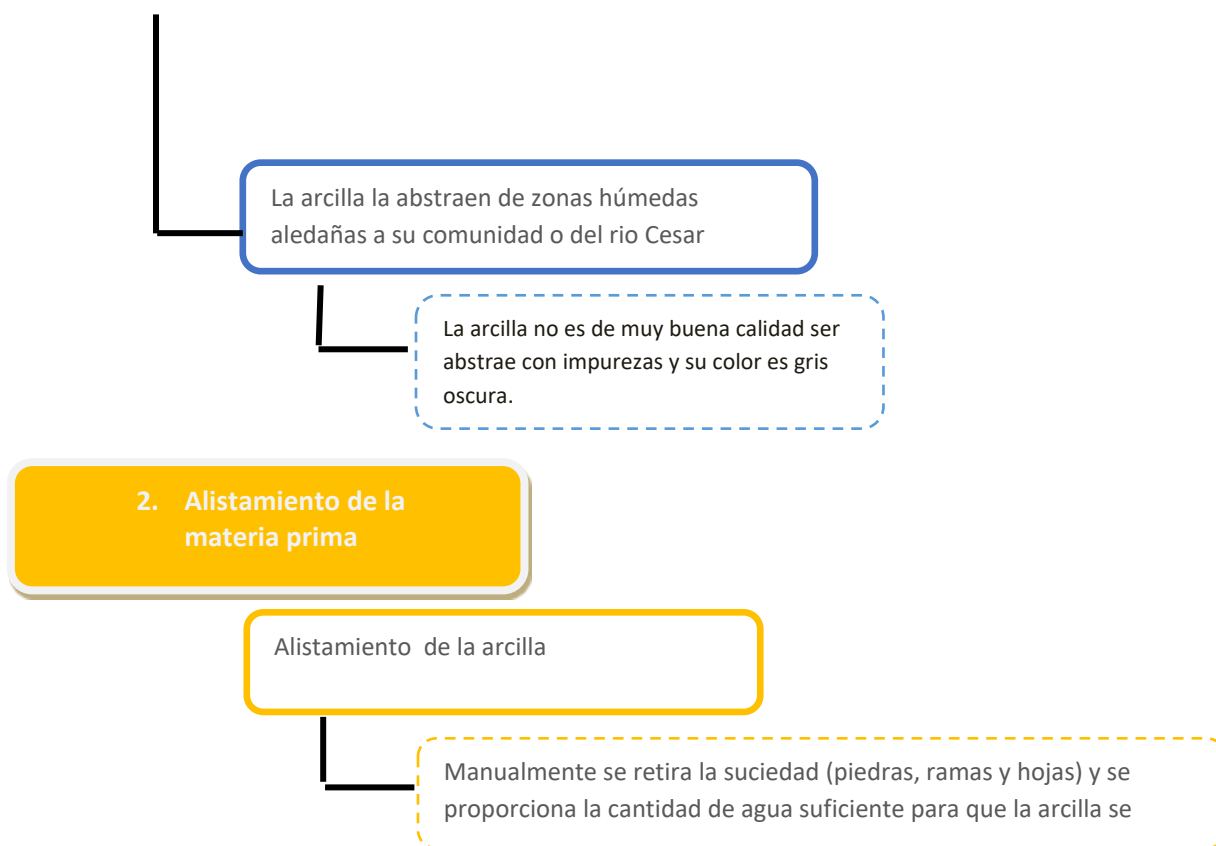 La arcilla la abstraen de zonas húmedas
aledañas a su comunidad o del rio Cesar
La arcilla no es de muy buena calidad ser
abstrae con impurezas y su color es gris
oscura.
2. Alistamiento de la
materia prima
Alistamiento de la arcilla
Manualmente se retira la suciedad (piedras, ramas y hojas) y se
proporciona la cantidad de agua suficiente para que la arcilla se